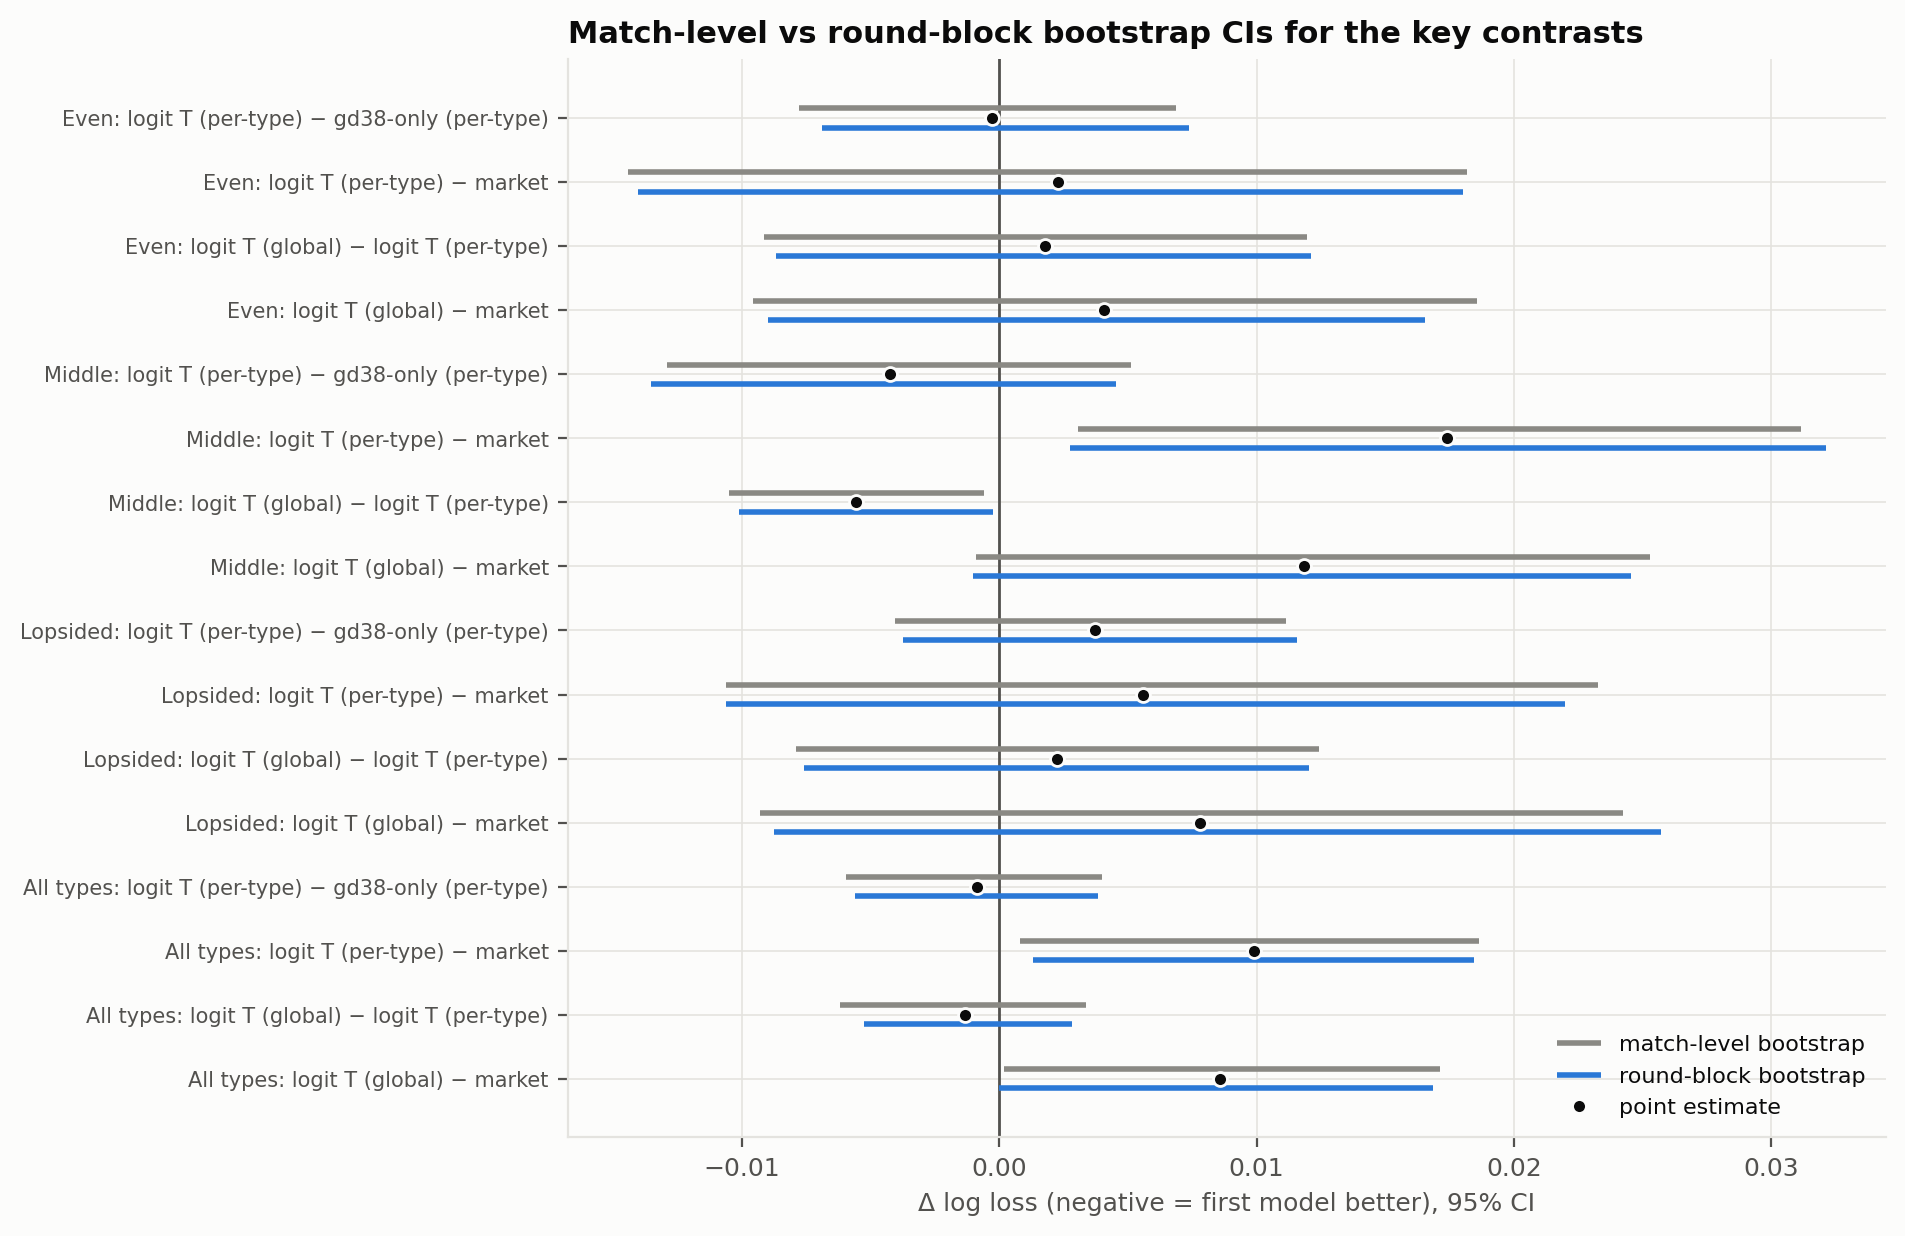 Match-level vs round-block bootstrap CIs for the key contrasts
Even: logit T (per-type) − gd38-only (per-type)
Even: logit T (per-type) − market
Even: logit T (global) − logit T (per-type)
Even: logit T (global) − market
Middle: logit T (per-type) − gd38-only (per-type)
Middle: logit T (per-type) − market
Middle: logit T (global) − logit T (per-type)
Middle: logit T (global) − market
Lopsided: logit T (per-type) − gd38-only (per-type)
Lopsided: logit T (per-type) − market
Lopsided: logit T (global) − logit T (per-type)
Lopsided: logit T (global) − market
All types: logit T (per-type) − gd38-only (per-type)
All types: logit T (per-type) − market
All types: logit T (global) − logit T (per-type)
All types: logit T (global) − market
match-level bootstrap
round-block bootstrap
point estimate
−0.01 0.00 0.01 0.02 0.03
Δ log loss (negative = first model better), 95% CI